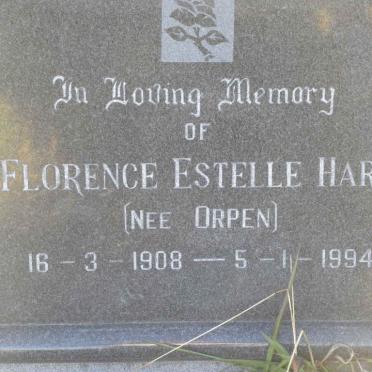 In Loving Memory
OF
FLORENCE ESTELLE HAR
(NEE ORPEN)
16 - 3 - 1908 — 5 - 1 - 1994